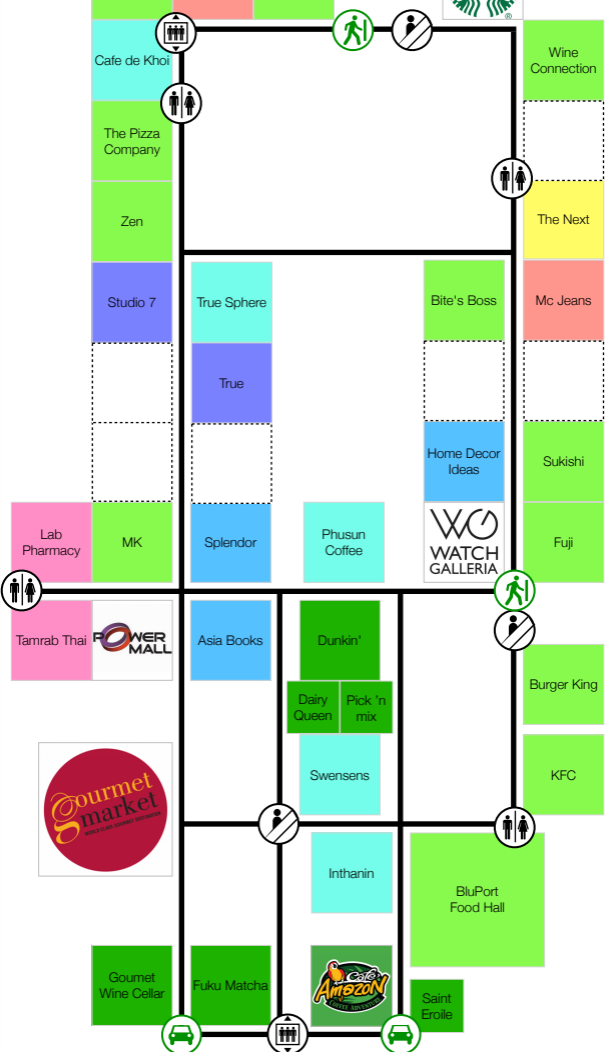 ®
Cafe de Khoi
Wine
Connection
The Pizza
Company
Zen
The Next
Studio 7
True Sphere
Bite's Boss
Mc Jeans
True
Home Decor
Ideas
Sukishi
Lab
Pharmacy
MK
Splendor
Phusun
Coffee
WG
WATCH
GALLERIA
Fuji
Tamrab Thai
POWER
MALL
Asia Books
Dunkin'
Burger King
Dairy
Queen
Pick 'n
mix
Swensens
KFC
Gourmet
market
Inthanin
BluPort
Food Hall
Goumet
Wine Cellar
Fuku Matcha
Café
Amazon
COFFEE ADVENTURE
Saint
Eroile